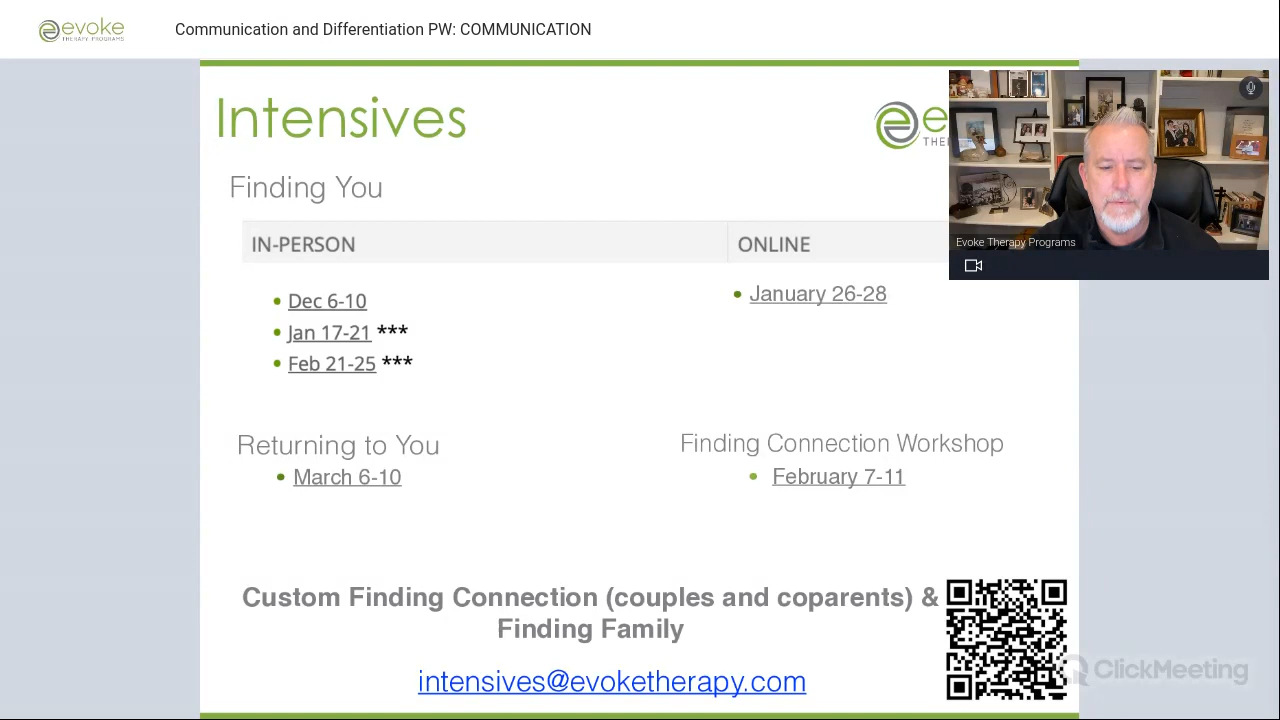 evoke
THERAPY PROGRAMS
Communication and Differentiation PW: COMMUNICATION
Intensives
e
THE
Finding You
IN-PERSON
ONLINE
Evoke Therapy Programs
• Dec 6-10
• January 26-28
• Jan 17-21 ***
• Feb 21-25 ***
Returning to You
Finding Connection Workshop
• March 6-10
• February 7-11
Custom Finding Connection (couples and coparents) &
Finding Family
intensives@evoketherapy.com
ClickMeeting